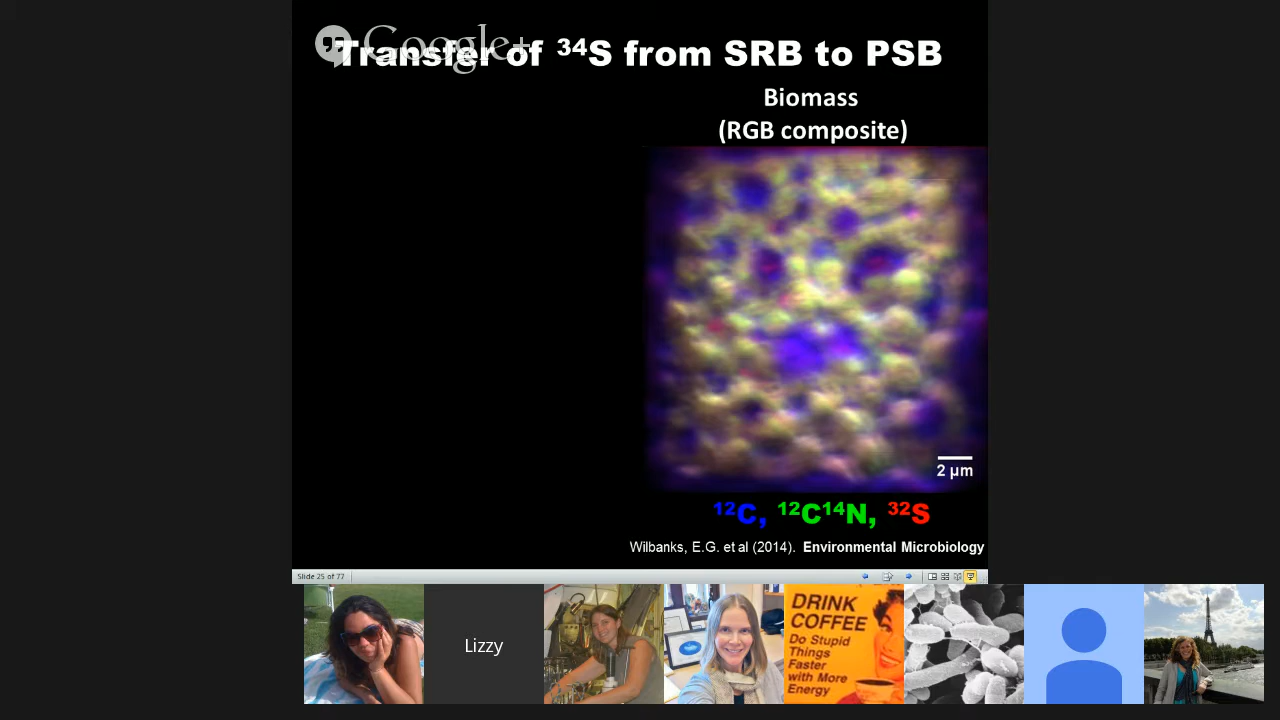 Google+
Transfer of ³⁴S from SRB to PSB
Biomass
(RGB composite)
2 µm
¹²C, ¹²C¹⁴N, ³²S
Wilbanks, E.G. et al (2014). Environmental Microbiology
Slide 25 of 77
Lizzy
DRINK
COFFEE
Do Stupid
Things
Faster
with More
Energy